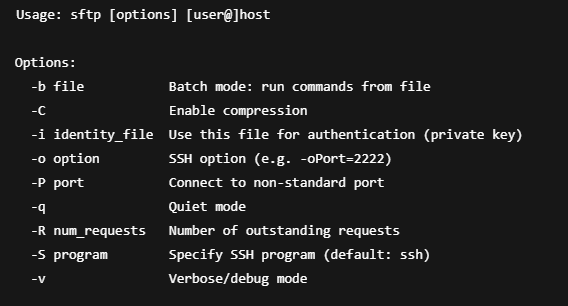 Usage: sftp [options] [user@]host
Options:
-b file Batch mode: run commands from file
-C Enable compression
-i identity_file Use this file for authentication (private key)
-o option SSH option (e.g. -oPort=2222)
-P port Connect to non-standard port
-q Quiet mode
-R num_requests Number of outstanding requests
-S program Specify SSH program (default: ssh)
-v Verbose/debug mode